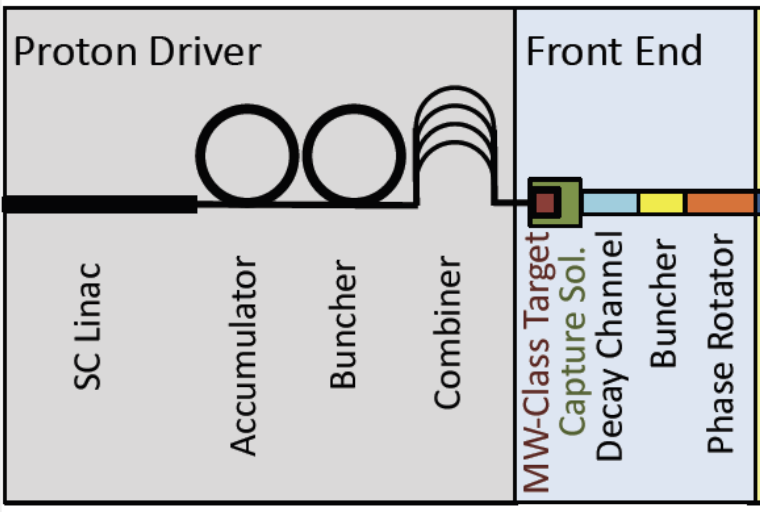 Proton Driver
Front End
SC Linac
Accumulator
Buncher
Combiner
MW-Class Target
Capture Sol.
Decay Channel
Buncher
Phase Rotator